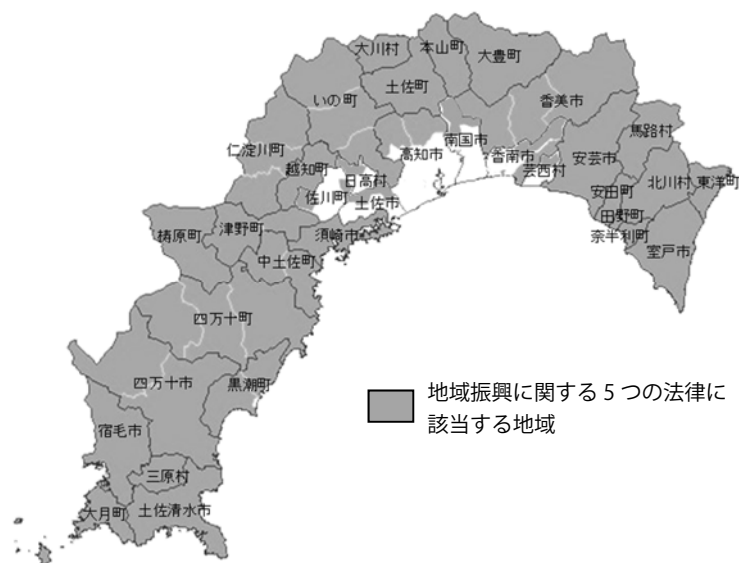 大川村
本山町
大豊町
土佐町
いの町
香美市
馬路村
仁淀川町
高知市
南国市
香南市
芸西村
安芸市
越知町
日高村
佐川町
土佐市
北川村
東洋町
安田町
田野町
奈半利町
室戸市
梼原町
津野町
須崎市
中土佐町
四万十町
四万十市
黒潮町
宿毛市
三原村
大月町
土佐清水市
地域振興に関する 5 つの法律に
該当する地域